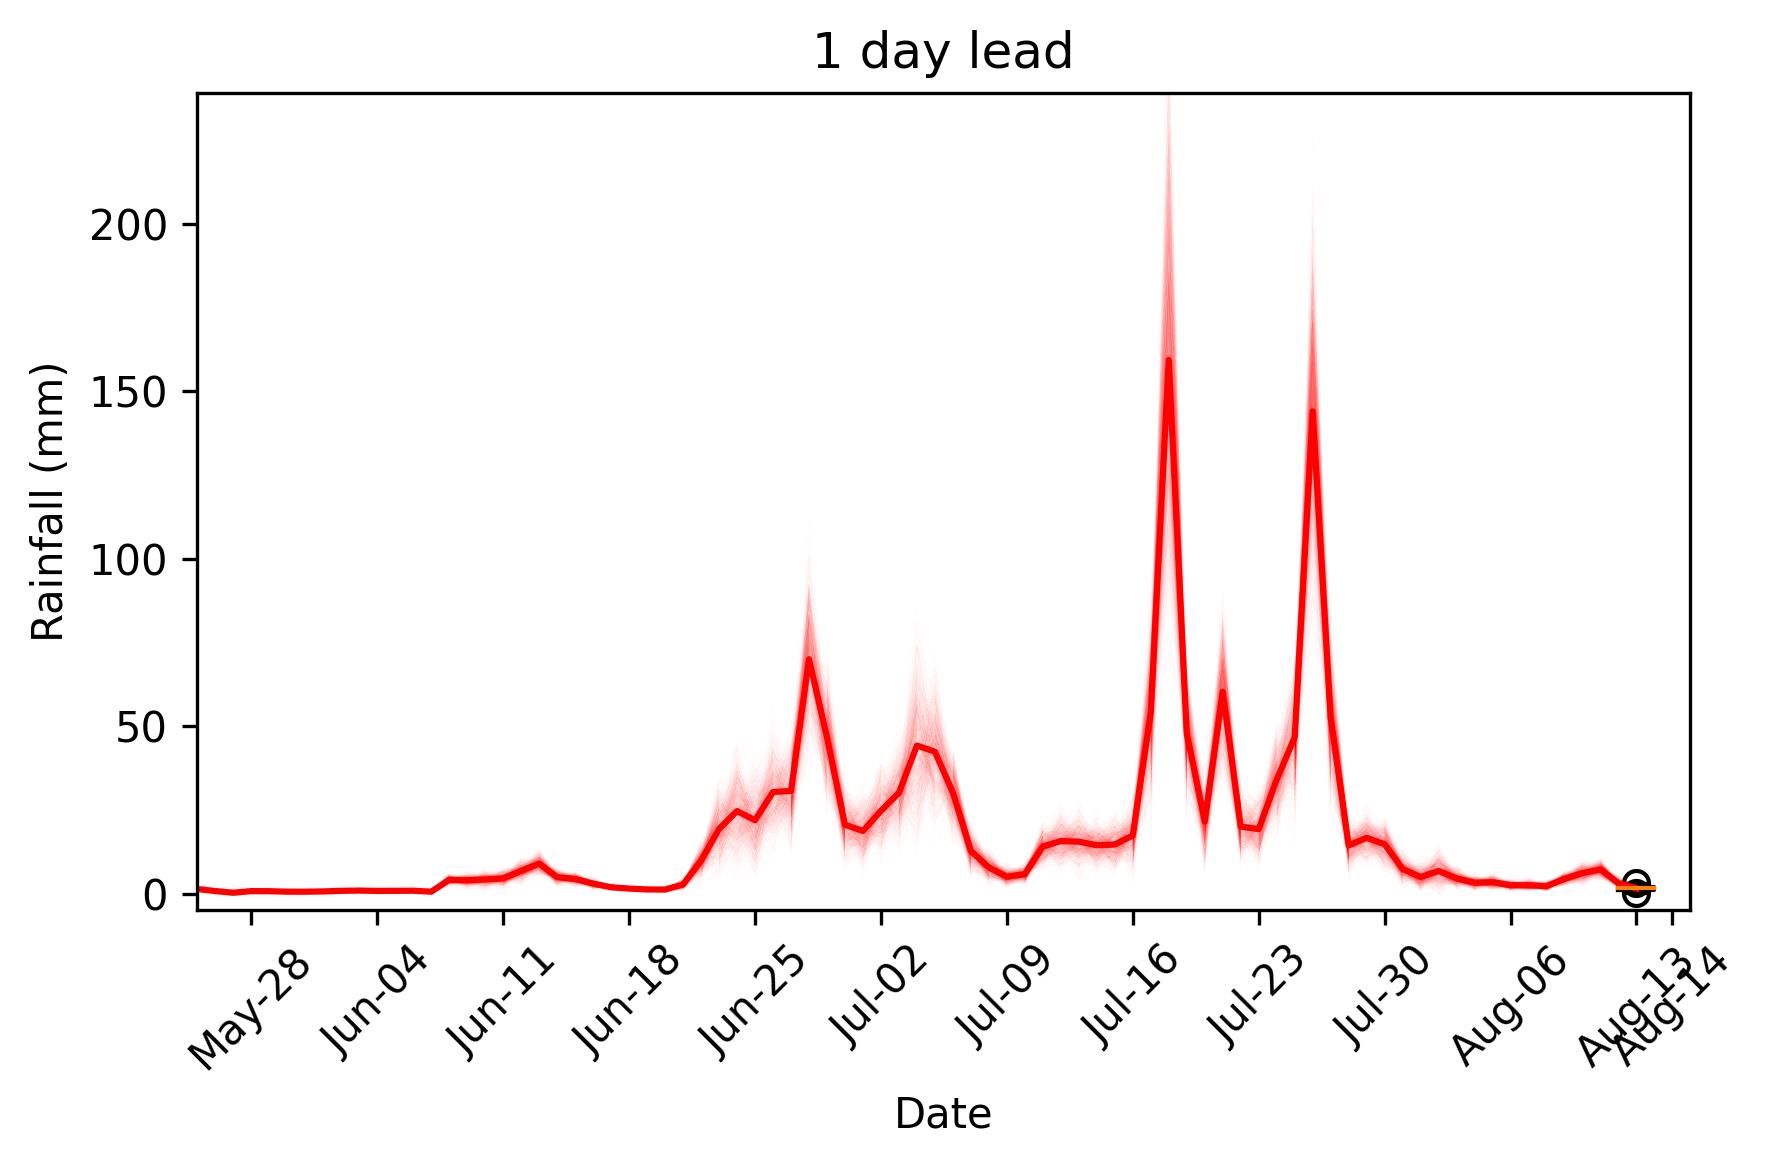 1 day lead
Rainfall (mm)
200
150
100
50
0
May-28
Jun-04
Jun-11
Jun-18
Jun-25
Jul-02
Jul-09
Jul-16
Jul-23
Jul-30
Aug-06
Aug-13
Aug-14
Date